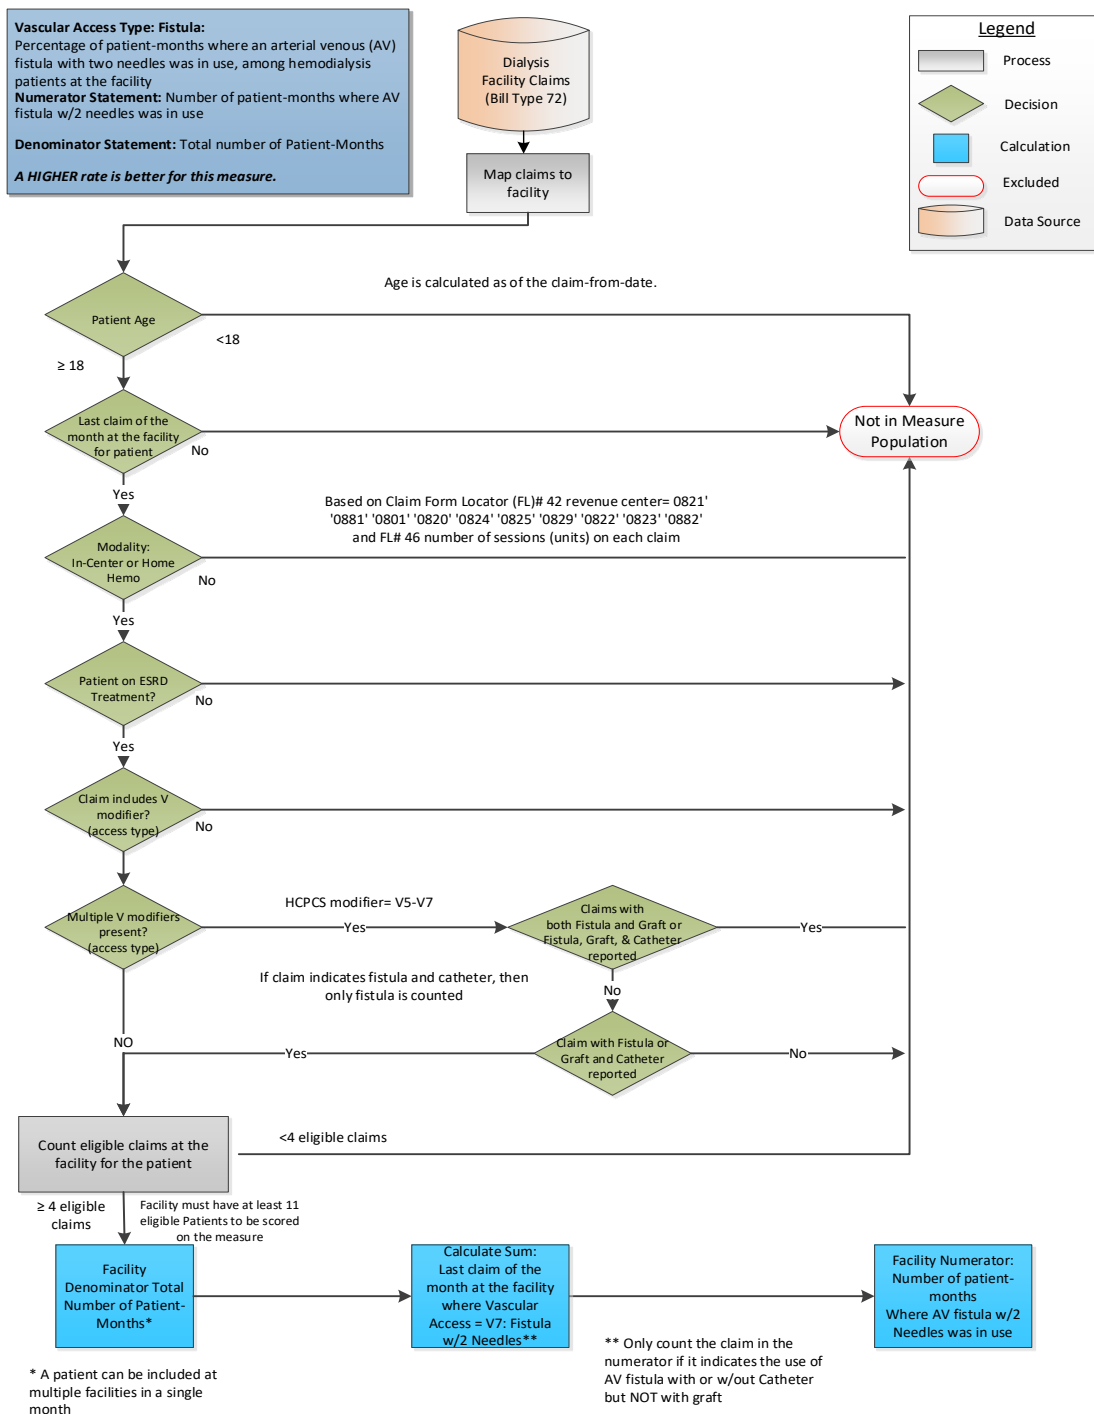 Vascular Access Type: Fistula:
Percentage of patient-months where an arterial venous (AV)
fistula with two needles was in use, among hemodialysis
patients at the facility
Numerator Statement: Number of patient-months where AV
fistula w/2 needles was in use
Denominator Statement: Total number of Patient-Months
A HIGHER rate is better for this measure.
Dialysis
Facility Claims
(Bill Type 72)
Map claims to
facility
Legend
Process
Decision
Calculation
Excluded
Data Source
Age is calculated as of the claim-from-date.
Patient Age
<18
≥ 18
Last claim of the
month at the facility
for patient
No
Not in Measure
Population
Yes
Based on Claim Form Locator (FL)# 42 revenue center= 0821'
'0881' '0801' '0820' '0824' '0825' '0829' '0822' '0823' '0882'
and FL# 46 number of sessions (units) on each claim
Modality:
In-Center or Home
Hemo
No
Yes
Patient on ESRD
Treatment?
No
Yes
Claim includes V
modifier?
(access type)
No
Multiple V modifiers
present?
(access type)
HCPCS modifier= V5-V7
Yes
Claims with
both Fistula and Graft or
Fistula, Graft, & Catheter
reported
Yes
If claim indicates fistula and catheter, then
only fistula is counted
No
NO
Yes
Claim with Fistula or
Graft and Catheter
reported
No
Count eligible claims at the
facility for the patient
<4 eligible claims
≥ 4 eligible
claims
Facility must have at least 11
eligible Patients to be scored
on the measure
Facility
Denominator Total
Number of Patient-
Months*
Calculate Sum:
Last claim of the
month at the facility
where Vascular
Access = V7: Fistula
w/2 Needles**
Facility Numerator:
Number of patient-
months
Where AV fistula w/2
Needles was in use
* A patient can be included at
multiple facilities in a single
month
** Only count the claim in the
numerator if it indicates the use of
AV fistula with or w/out Catheter
but NOT with graft